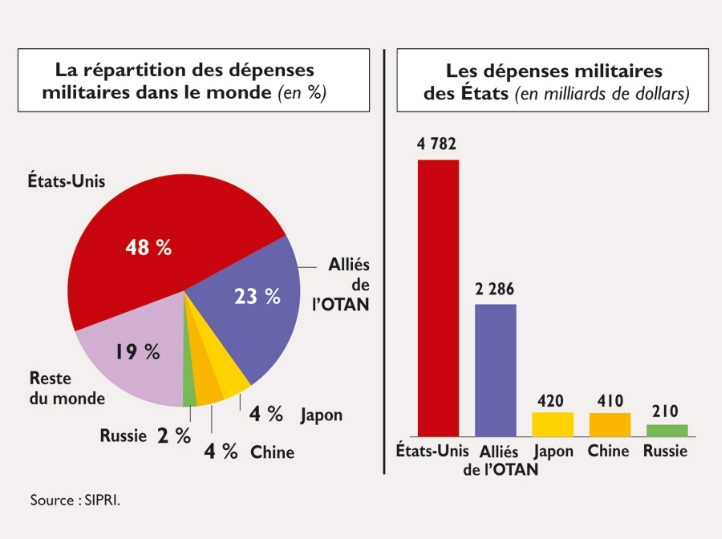 La répartition des dépenses
militaires dans le monde (en %)
États-Unis
48 %
Alliés
de
l'OTAN
23 %
19 %
Reste
du monde
4 % Japon
Russie 2 %
4 % Chine
Les dépenses militaires
des États (en milliards de dollars)
4 782
2 286
420
410
210
États-Unis
Alliés
de l'OTAN
Japon
Chine
Russie
Source : SIPRI.